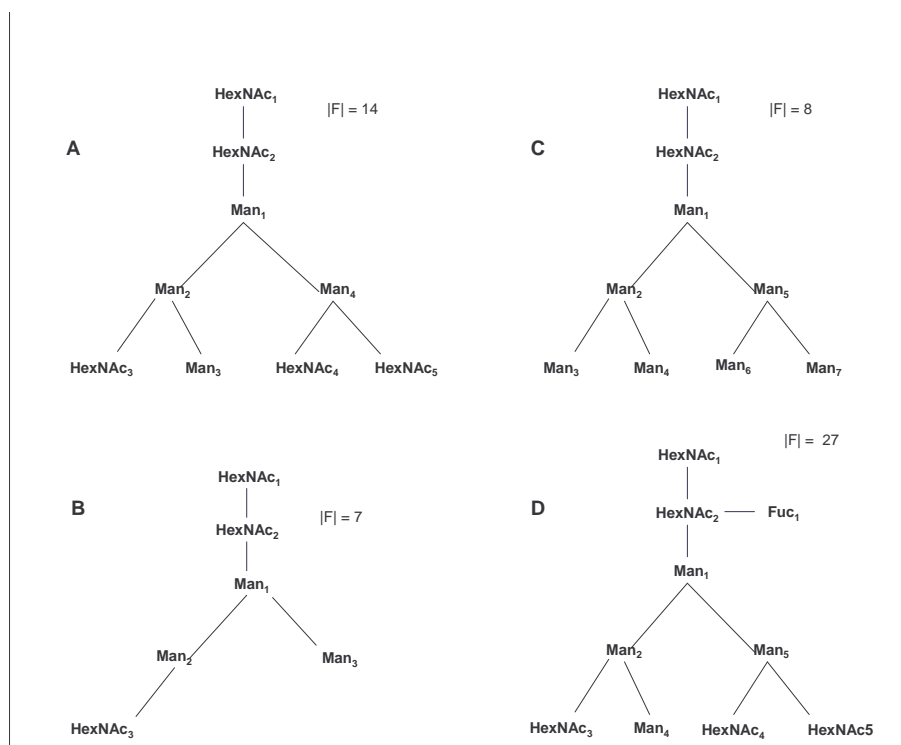 HexNAc₁
|F| = 14
A
HexNAc₂
Man₁
Man₂ Man₄
HexNAc₃ Man₃ HexNAc₄ HexNAc₅
HexNAc₁
|F| = 8
C
HexNAc₂
Man₁
Man₂ Man₅
Man₃ Man₄ Man₆ Man₇
HexNAc₁
B
|F| = 7
HexNAc₂
Man₁
Man₂ Man₃
HexNAc₃
|F| = 27
HexNAc₁
D
HexNAc₂ Fuc₁
Man₁
Man₂ Man₅
HexNAc₃ Man₄ HexNAc₄ HexNAc5